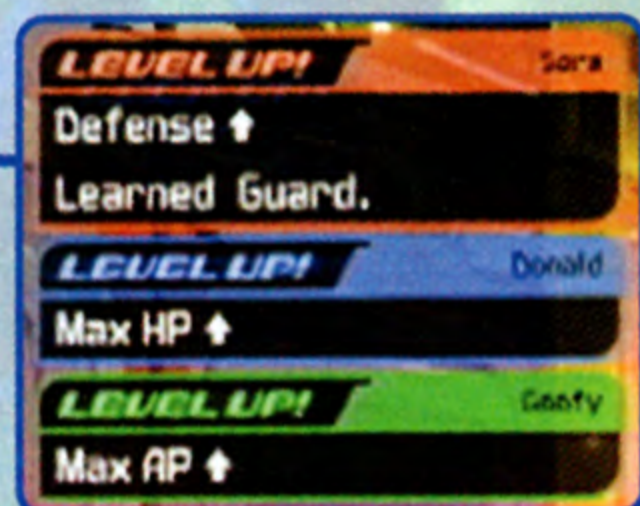 LEVEL UP! Sora
Defense ⬆
Learned Guard.
LEVEL UP! Donald
Max HP ⬆
LEVEL UP! Goofy
Max AP ⬆